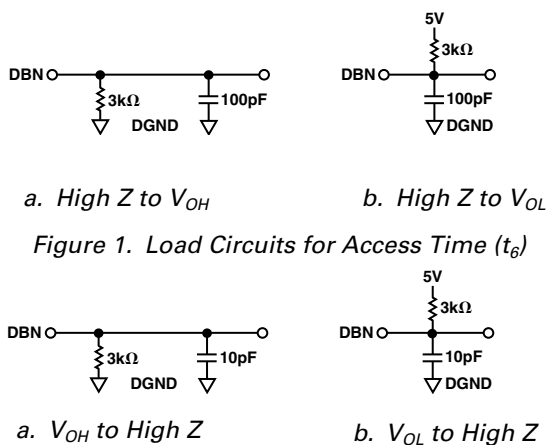 5V
3kΩ
DBN
3kΩ
100pF
100pF
DGND
DGND
a. High Z to VOH
b. High Z to VOL
Figure 1. Load Circuits for Access Time (t6)
5V
3kΩ
DBN
DBN
3kΩ
10pF
10pF
DGND
DGND
a. VOH to High Z
b. VOL to High Z